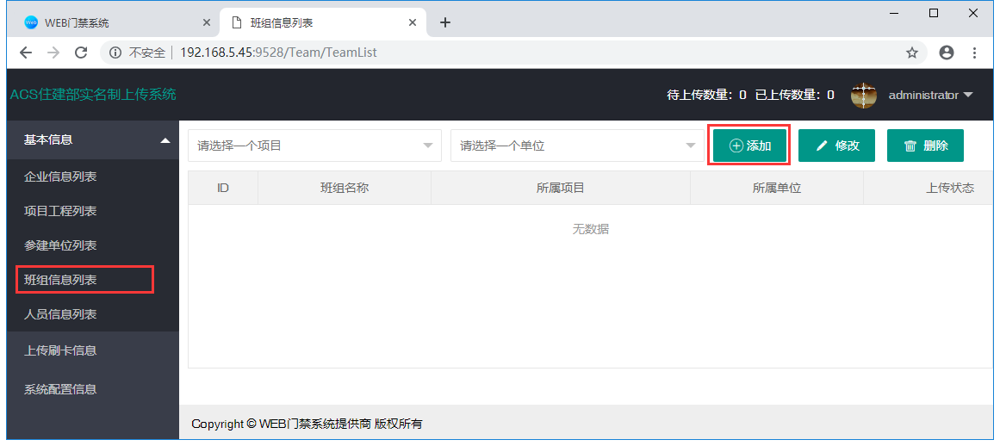 WEB门禁系统
班组信息列表
不安全 192.168.5.45:9528/Team/TeamList
ACS住建部实名制上传系统
待上传数量：0 已上传数量：0 administrator
基本信息
企业信息列表
项目工程列表
参建单位列表
班组信息列表
人员信息列表
上传刷卡信息
系统配置信息
请选择一个项目 请选择一个单位 添加 修改 删除
ID 班组名称 所属项目 所属单位 上传状态
无数据
Copyright © WEB门禁系统提供商 版权所有